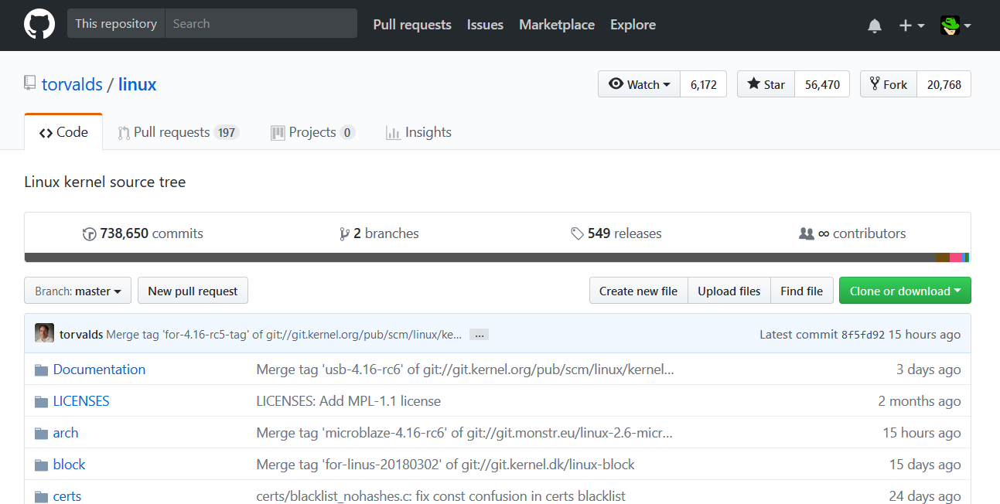 This repository Search Pull requests Issues Marketplace Explore
torvalds / linux Watch 6,172 Star 56,470 Fork 20,768
Code Pull requests 197 Projects 0 Insights
Linux kernel source tree
738,650 commits 2 branches 549 releases ∞ contributors
Branch: master New pull request Create new file Upload files Find file Clone or download
torvalds Merge tag 'for-4.16-rc5-tag' of git://git.kernel.org/pub/scm/linux/ke... ... Latest commit 8f5fd92 15 hours ago
Documentation Merge tag 'usb-4.16-rc6' of git://git.kernel.org/pub/scm/linux/kernel... 3 days ago
LICENSES LICENSES: Add MPL-1.1 license 2 months ago
arch Merge tag 'microblaze-4.16-rc6' of git://git.monstr.eu/linux-2.6-micr... 15 hours ago
block Merge tag 'for-linus-20180302' of git://git.kernel.dk/linux-block 15 days ago
certs certs/blacklist_nohashes.c: fix const confusion in certs blacklist 24 days ago